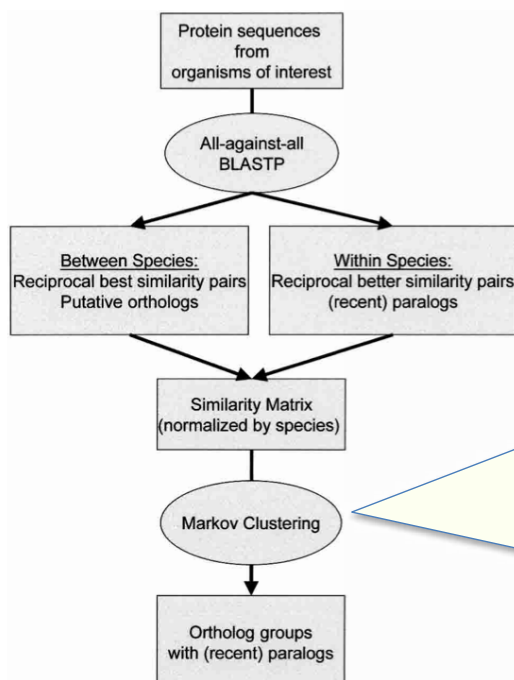 Protein sequences
from
organisms of interest
All-against-all
BLASTP
Between Species:
Reciprocal best similarity pairs
Putative orthologs
Within Species:
Reciprocal better similarity pairs
(recent) paralogs
Similarity Matrix
(normalized by species)
Markov Clustering
Ortholog groups
with (recent) paralogs